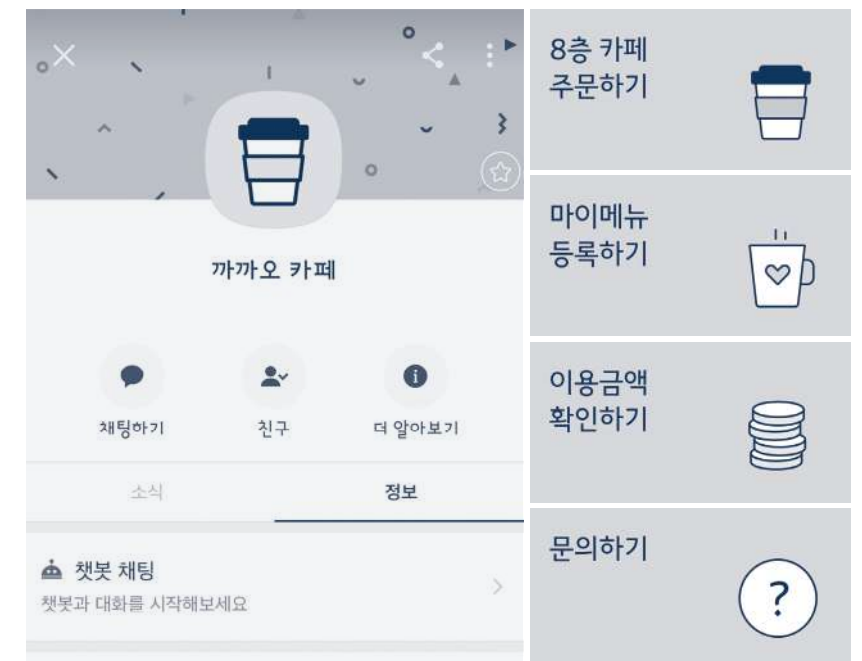 까까오 카페
채팅하기
친구
더 알아보기
소식
정보
챗봇 채팅
챗봇과 대화를 시작해보세요
8층 카페
주문하기
마이메뉴
등록하기
이용금액
확인하기
문의하기
?